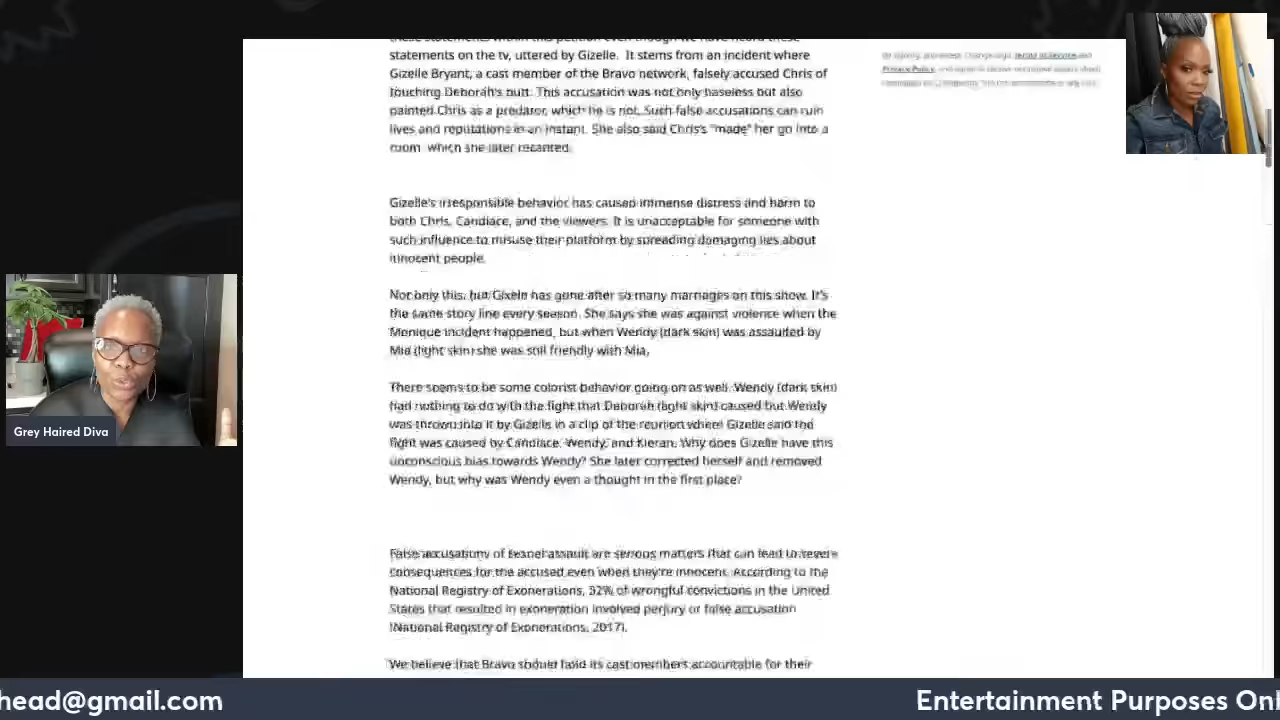 these statements within this petition even though we have heard these
statements on the tv, uttered by Gizelle. It stems from an incident where
Gizelle Bryant, a cast member of the Bravo network, falsely accused Chris of
touching Deborah's butt. This accusation was not only baseless but also
painted Chris as a predator, which he is not. Such false accusations can ruin
lives and reputations in an instant. She also said Chris's "made" her go into a
room which she later recanted.
Gizelle's irresponsible behavior has caused immense distress and harm to
both Chris, Candiace, and the viewers. It is unacceptable for someone with
such influence to misuse their platform by spreading damaging lies about
innocent people.
Not only this, but has gone after so many marriages on this show. It's
the same story line every season. She says she was against violence when the
Monique incident happened, but when Wendy (dark skin) was assaulted by
Mia (light skin) she was still friendly with Mia,
There seems to be some colorist behavior going on as well. Wendy (dark skin)
had nothing to do with the fight that Deborah (light skin) caused but Wendy
was thrown into it by Gizelle in a clip of the reunion where Gizelle said the
fight was caused by Candiace, Wendy, and Kieran. Why does Gizelle have this
unconscious bias towards Wendy? She later corrected herself and removed
Wendy, but why was Wendy even a thought in the first place?
False accusations of sexual assault are serious matters that can lead to severe
consequences for the accused even when they're innocent. According to the
National Registry of Exonerations, 52% of wrongful convictions in the United
States that resulted in exoneration involved perjury or false accusation
(National Registry of Exonerations, 2017).
We believe that Bravo should hold its cast members accountable for their
Privacy Policy
Grey Haired Diva
head@gmail.com
Entertainment Purposes On